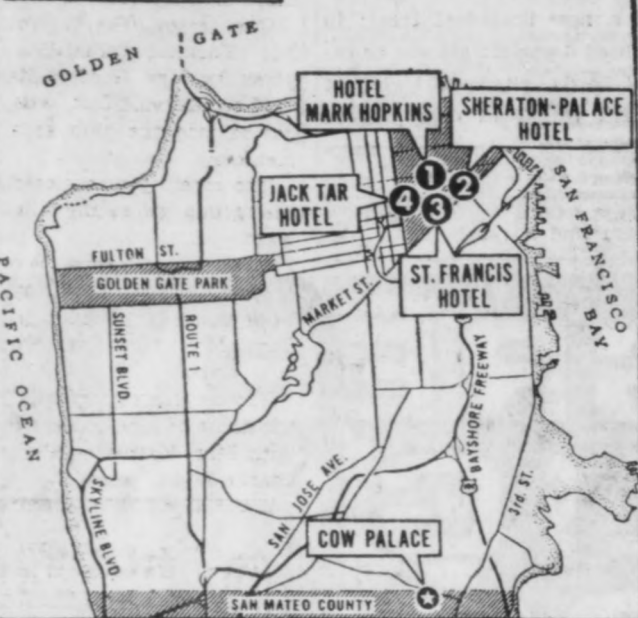 GOLDEN GATE
HOTEL
MARK HOPKINS
SHERATON-PALACE
HOTEL
1
2
JACK TAR
HOTEL
4
3
SAN FRANCISCO
BAY
FULTON ST.
GOLDEN GATE PARK
ST. FRANCIS
HOTEL
MARKET ST.
PACIFIC OCEAN
SUNSET BLVD.
ROUTE 1
BAYSHORE FREEWAY
SKYLINE BLVD.
SAN JOSE AVE.
3rd. ST.
COW PALACE
SAN MATEO COUNTY